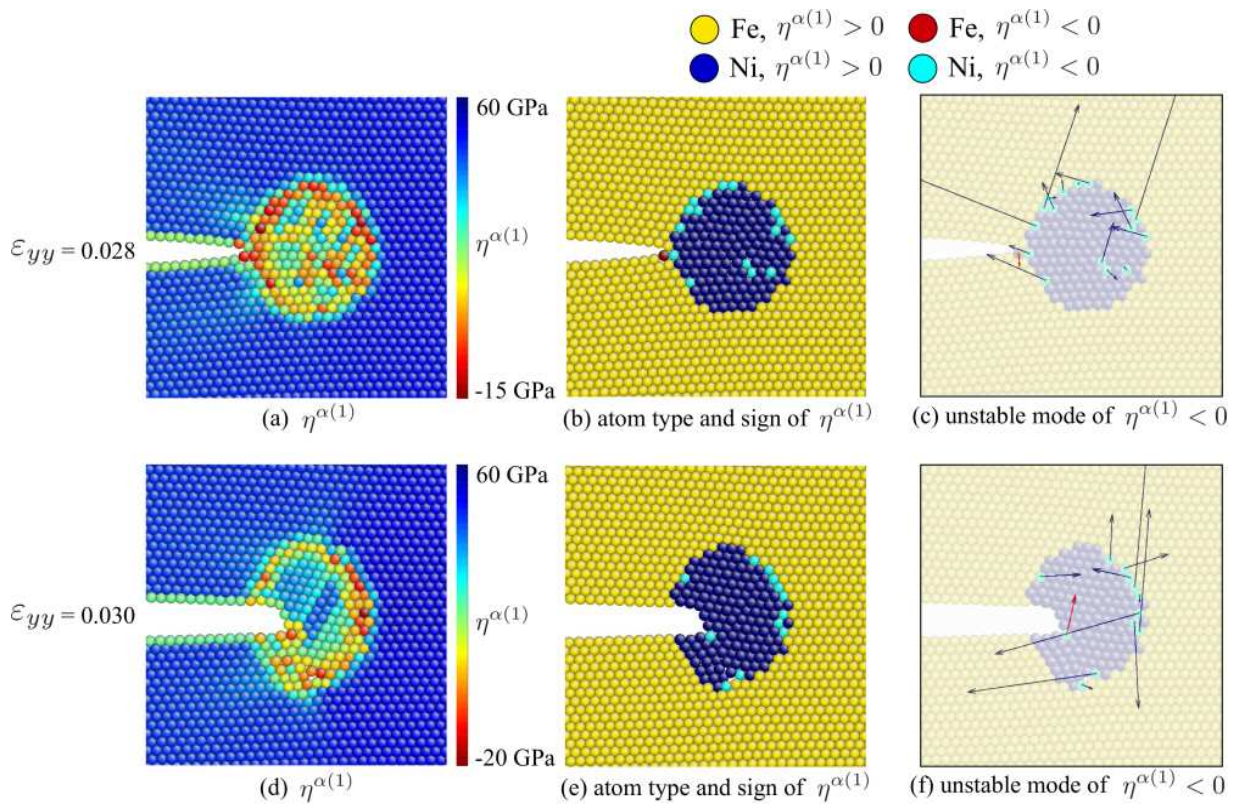 Fe, η^α(1) > 0 Fe, η^α(1) < 0
Ni, η^α(1) > 0 Ni, η^α(1) < 0
60 GPa
ε_yy = 0.028
η^α(1)
-15 GPa
(a) η^α(1)
(b) atom type and sign of η^α(1)
(c) unstable mode of η^α(1) < 0
60 GPa
ε_yy = 0.030
η^α(1)
-20 GPa
(d) η^α(1)
(e) atom type and sign of η^α(1)
(f) unstable mode of η^α(1) < 0